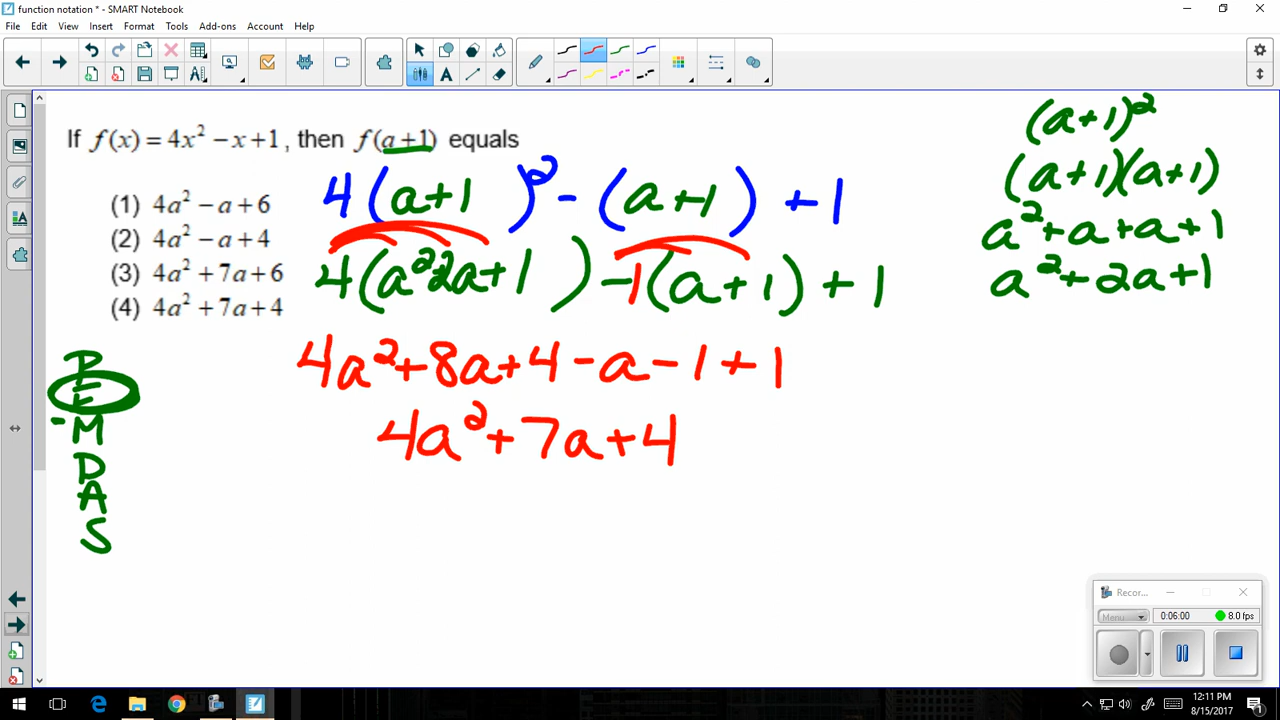 function notation * - SMART Notebook
File Edit View Insert Format Tools Add-ons Account Help
If f(x) = 4x² − x + 1, then f(a+1) equals
(1) 4a² − a + 6
(2) 4a² − a + 4
(3) 4a² + 7a + 6
(4) 4a² + 7a + 4
4(a+1)² − (a+1) + 1
4(a²2a+1) −1(a+1) + 1
4a²+8a+4−a−1+1
4a²+7a+4
(a+1)²
(a+1)(a+1)
a²+a+a+1
a²+2a+1
P
E
-M
D
A
S
Recor...
Menu 0:06:00 8.0 fps
12:11 PM
8/15/2017